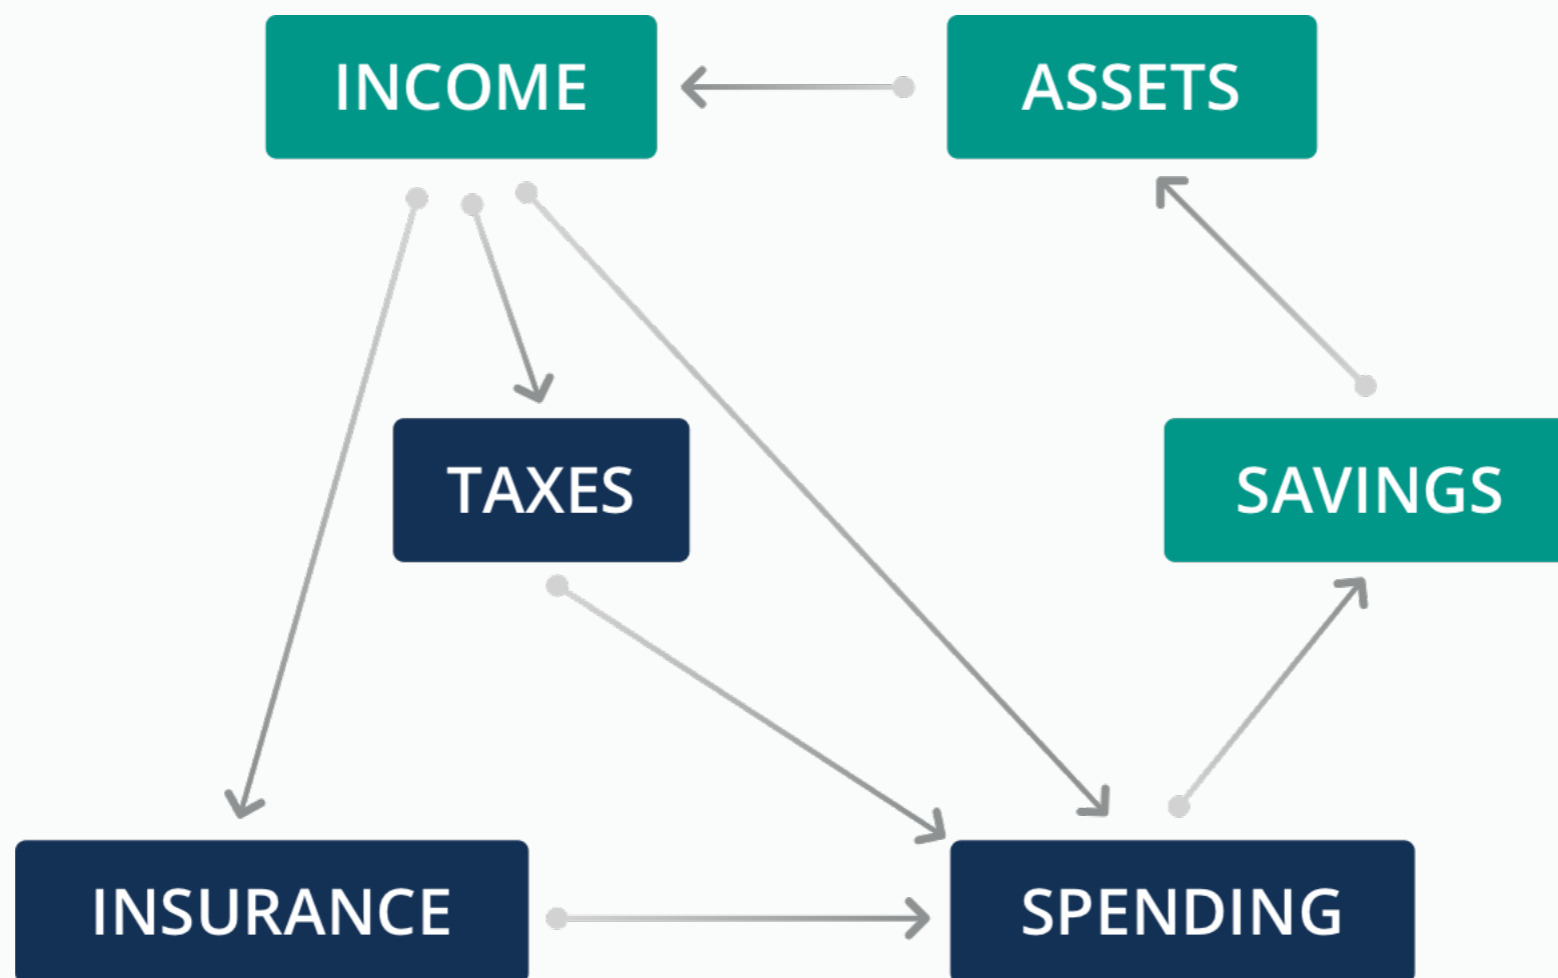 INCOME
ASSETS
TAXES
SAVINGS
INSURANCE
SPENDING